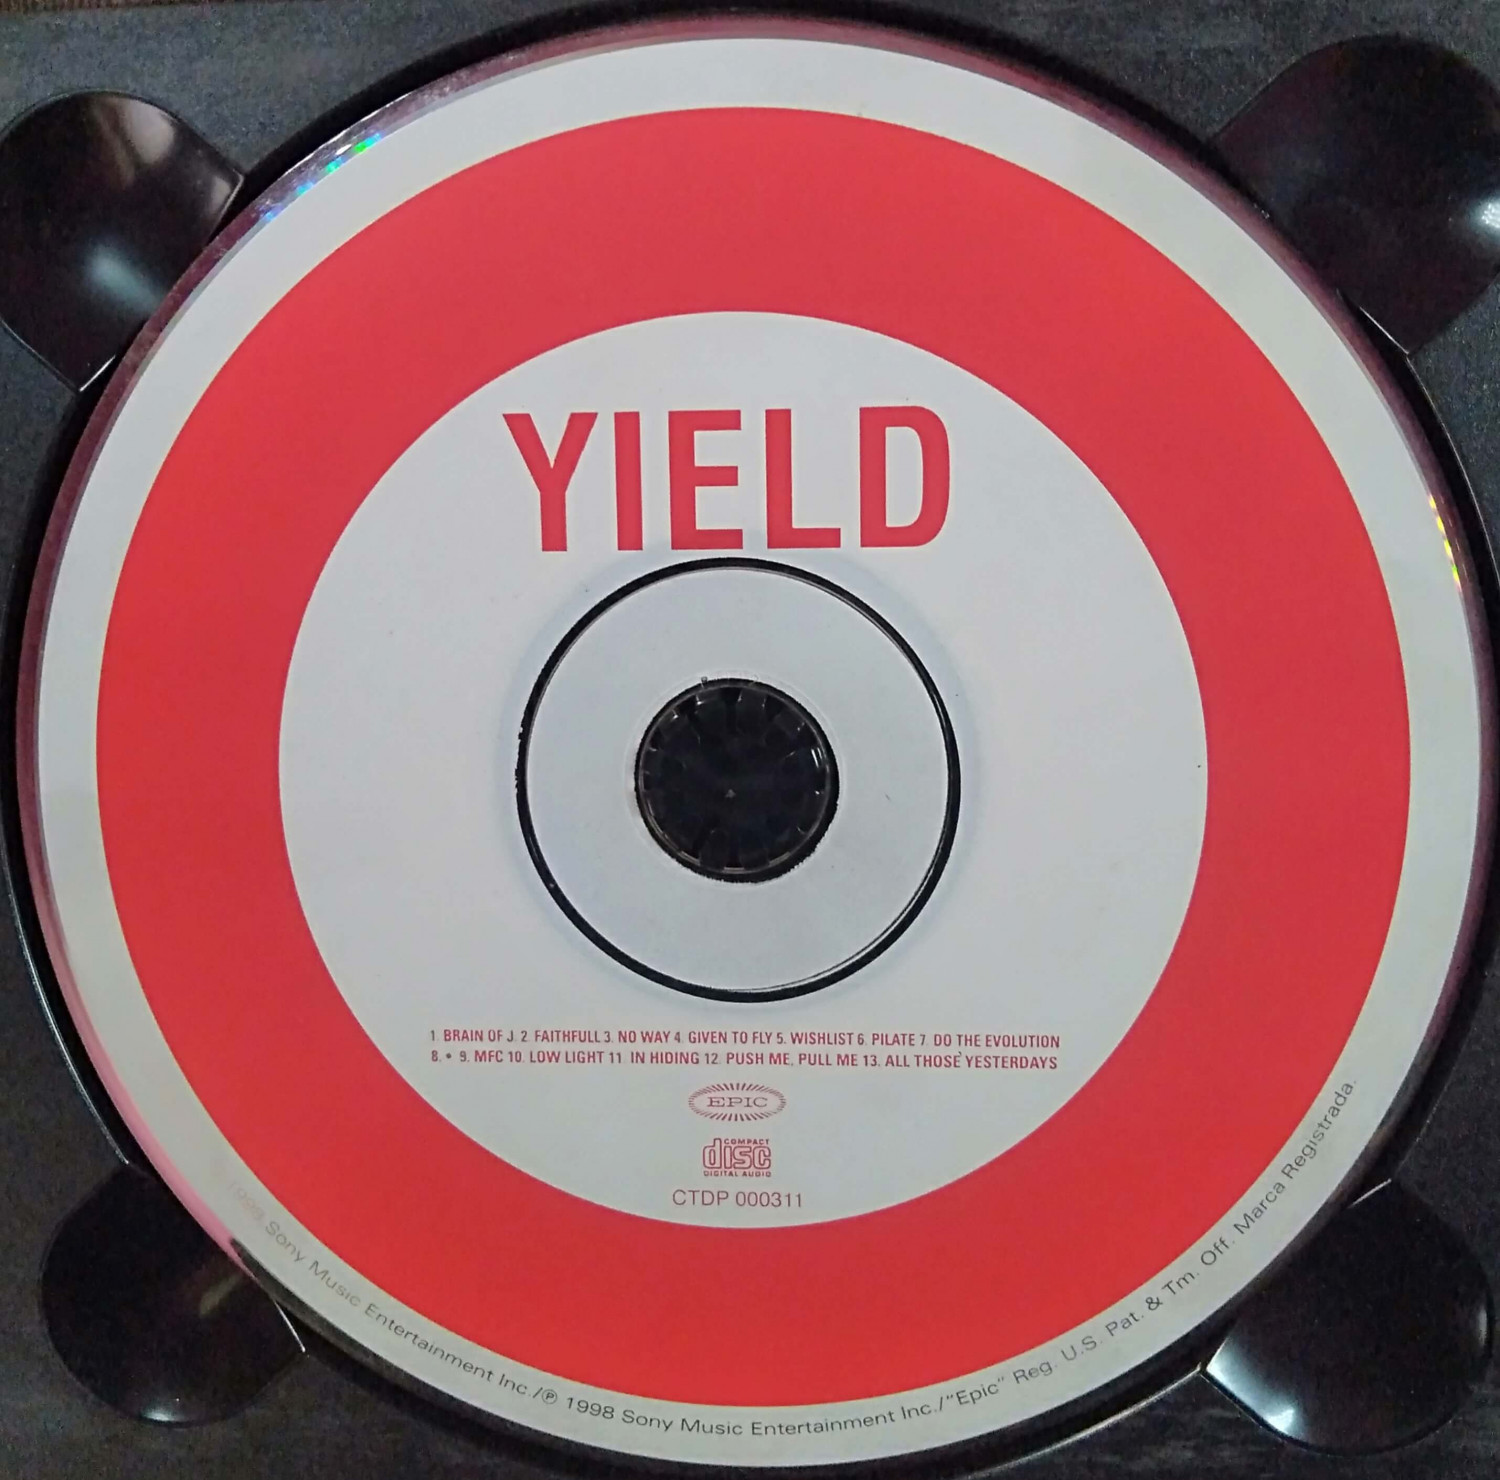 YIELD
1. BRAIN OF J. 2. FAITHFULL 3. NO WAY 4. GIVEN TO FLY 5. WISHLIST 6. PILATE 7. DO THE EVOLUTION
8. • 9. MFC 10. LOW LIGHT 11. IN HIDING 12. PUSH ME, PULL ME 13. ALL THOSE YESTERDAYS
EPIC
COMPACT
disc
DIGITAL AUDIO
CTDP 000311
1998 Sony Music Entertainment Inc./℗ 1998 Sony Music Entertainment Inc./"Epic" Reg. U.S. Pat. & Tm. Off. Marca Registrada.